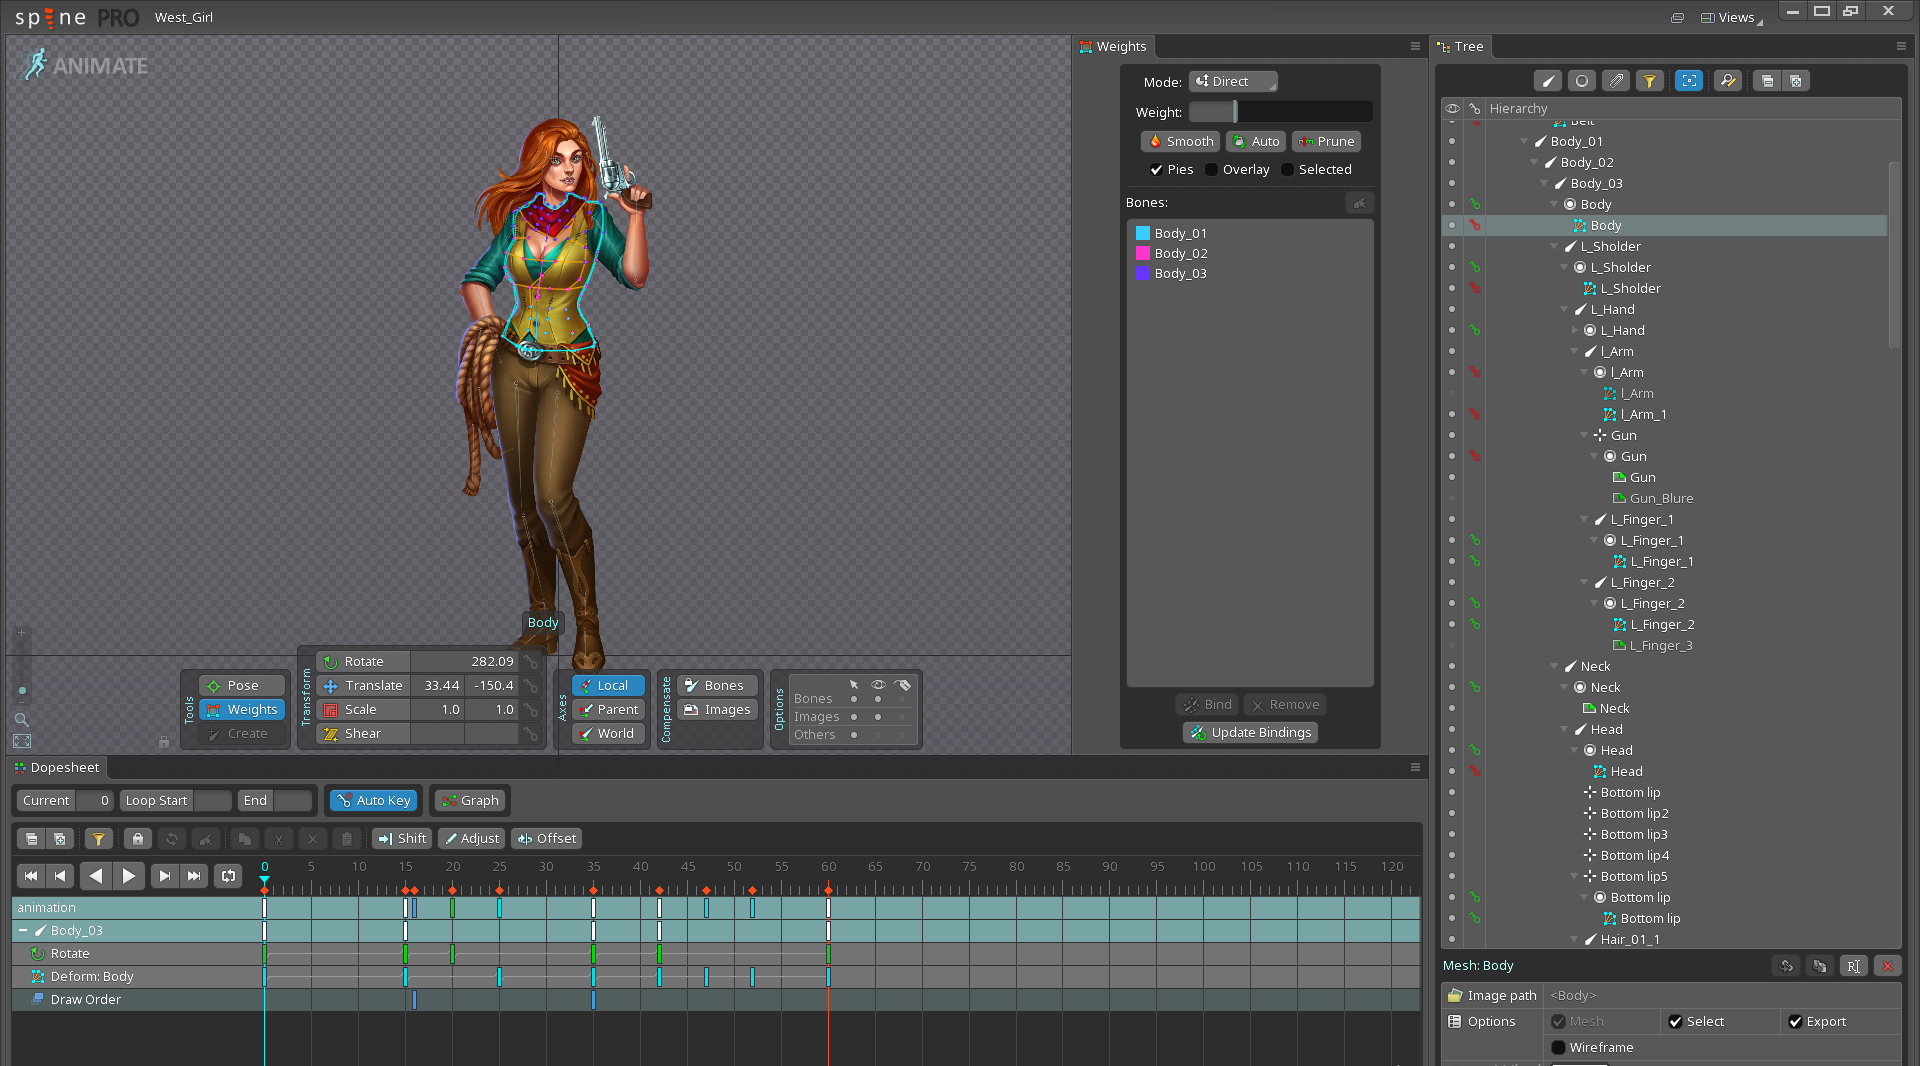 spine PRO West_Girl
Views
ANIMATE
Weights
Mode: Direct
Weight:
Smooth Auto Prune
Pies Overlay Selected
Bones:
Body_01
Body_02
Body_03
Bind Remove
Update Bindings
Tree
Hierarchy
Belt
Body_01
Body_02
Body_03
Body
Body
L_Sholder
L_Sholder
L_Sholder
L_Hand
L_Hand
l_Arm
l_Arm
l_Arm
l_Arm_1
Gun
Gun
Gun
Gun_Blure
L_Finger_1
L_Finger_1
L_Finger_1
L_Finger_2
L_Finger_2
L_Finger_2
L_Finger_3
Neck
Neck
Neck
Head
Head
Head
Bottom lip
Bottom lip2
Bottom lip3
Bottom lip4
Bottom lip5
Bottom lip
Bottom lip
Hair_01_1
Mesh: Body
Image path <Body>
Options Mesh Select Export
Wireframe
Body
Tools
Pose
Weights
Create
Transform
Rotate 282.09
Translate 33.44 -150.4
Scale 1.0 1.0
Shear
Axes
Local
Parent
World
Compensate
Bones
Images
Options
Bones
Images
Others
Dopesheet
Current 0 Loop Start End Auto Key Graph
Shift Adjust Offset
0 5 10 15 20 25 30 35 40 45 50 55 60 65 70 75 80 85 90 95 100 105 110 115 120
animation
Body_03
Rotate
Deform: Body
Draw Order